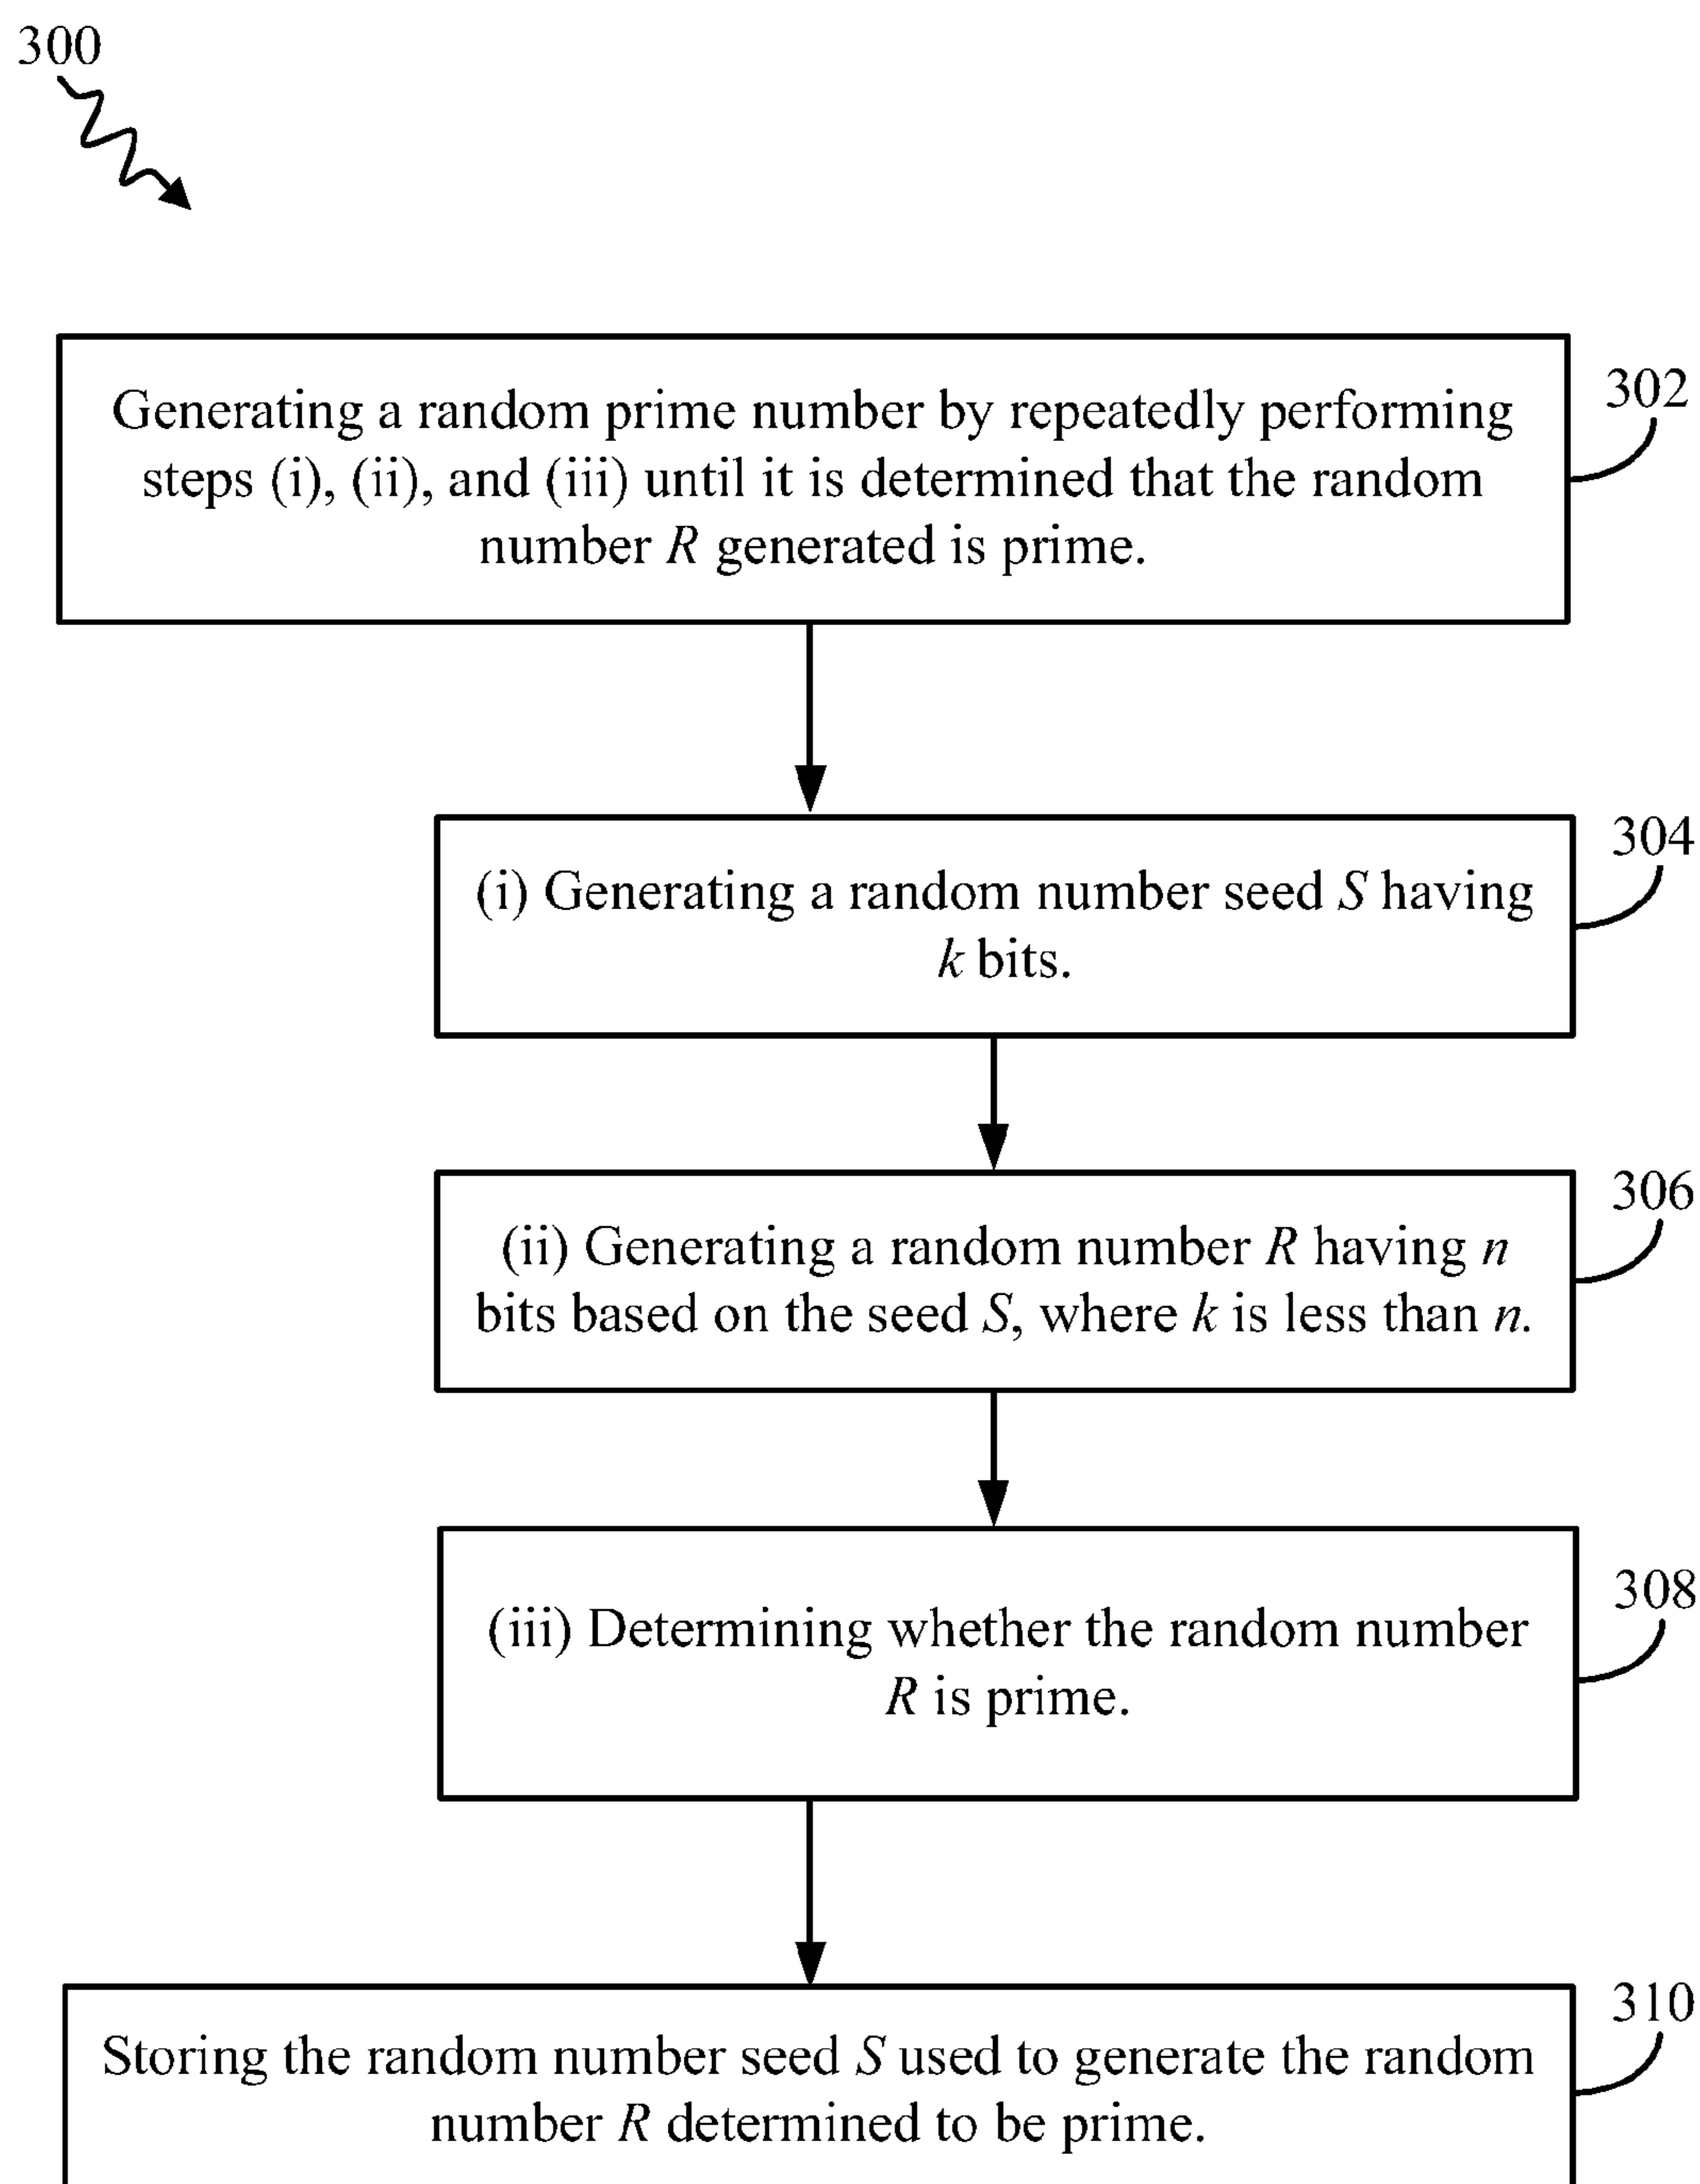 300
Generating a random prime number by repeatedly performing
steps (i), (ii), and (iii) until it is determined that the random
number R generated is prime.
302
(i) Generating a random number seed S having
k bits.
304
(ii) Generating a random number R having n
bits based on the seed S, where k is less than n.
306
(iii) Determining whether the random number
R is prime.
308
Storing the random number seed S used to generate the random
number R determined to be prime.
310